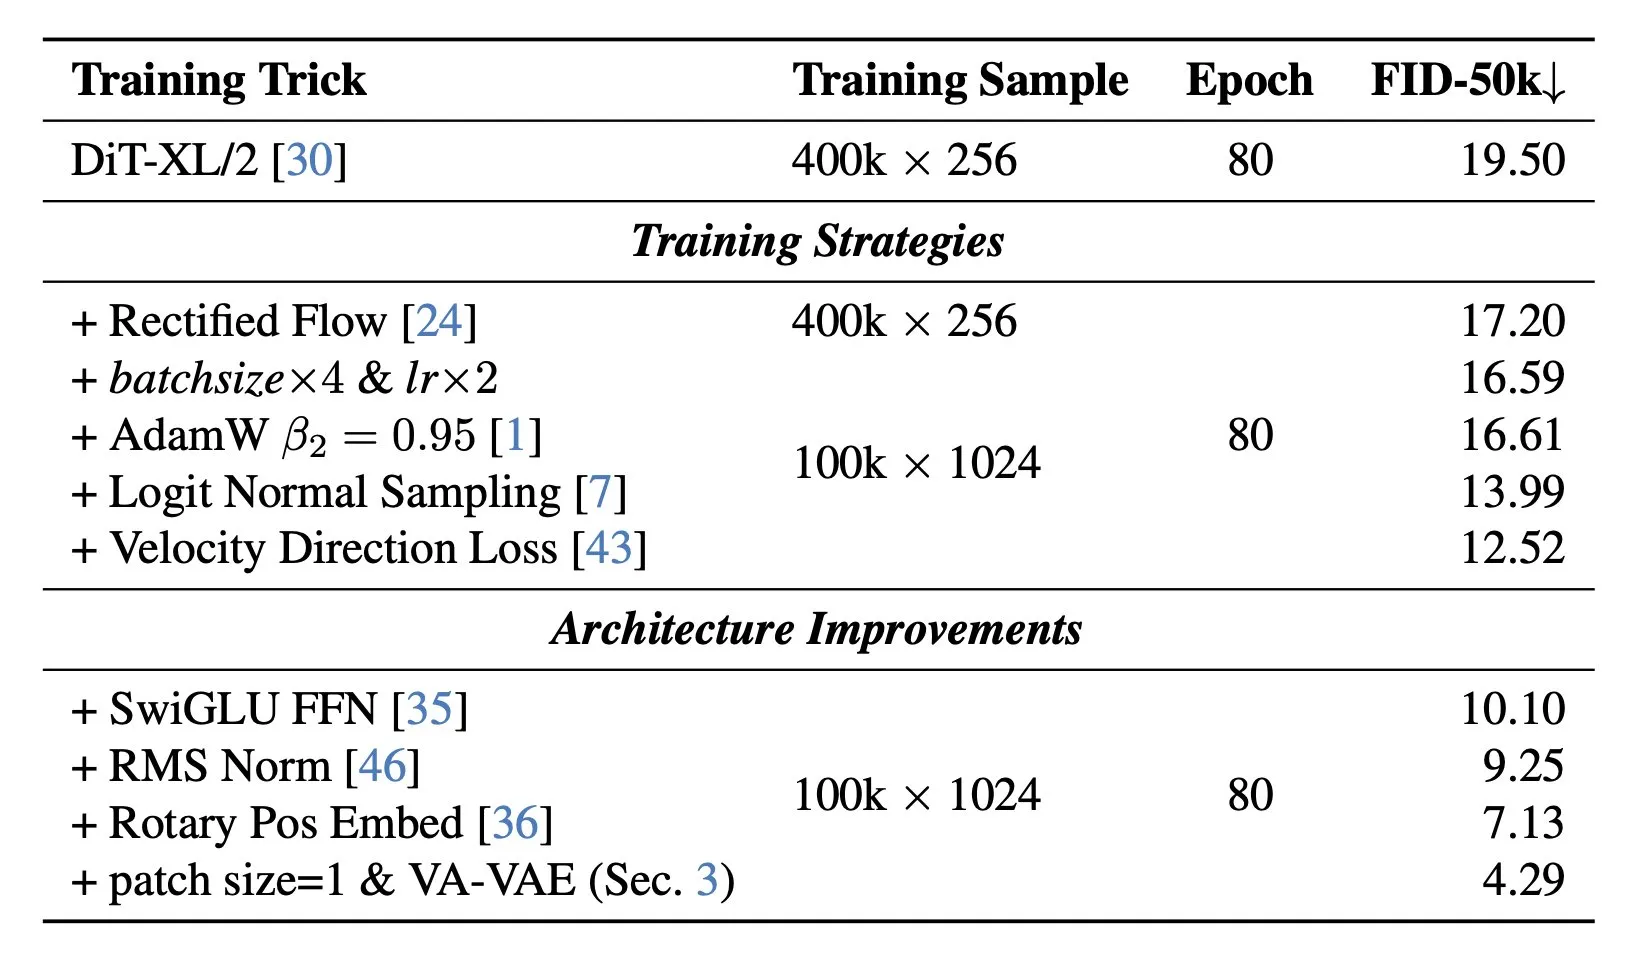 Training Trick Training Sample Epoch FID-50k↓
DiT-XL/2 [30] 400k × 256 80 19.50
Training Strategies
+ Rectified Flow [24] 400k × 256 17.20
+ batchsize×4 & lr×2 16.59
+ AdamW β₂ = 0.95 [1] 80 16.61
100k × 1024
+ Logit Normal Sampling [7] 13.99
+ Velocity Direction Loss [43] 12.52
Architecture Improvements
+ SwiGLU FFN [35] 10.10
+ RMS Norm [46] 9.25
100k × 1024 80
+ Rotary Pos Embed [36] 7.13
+ patch size=1 & VA-VAE (Sec. 3) 4.29